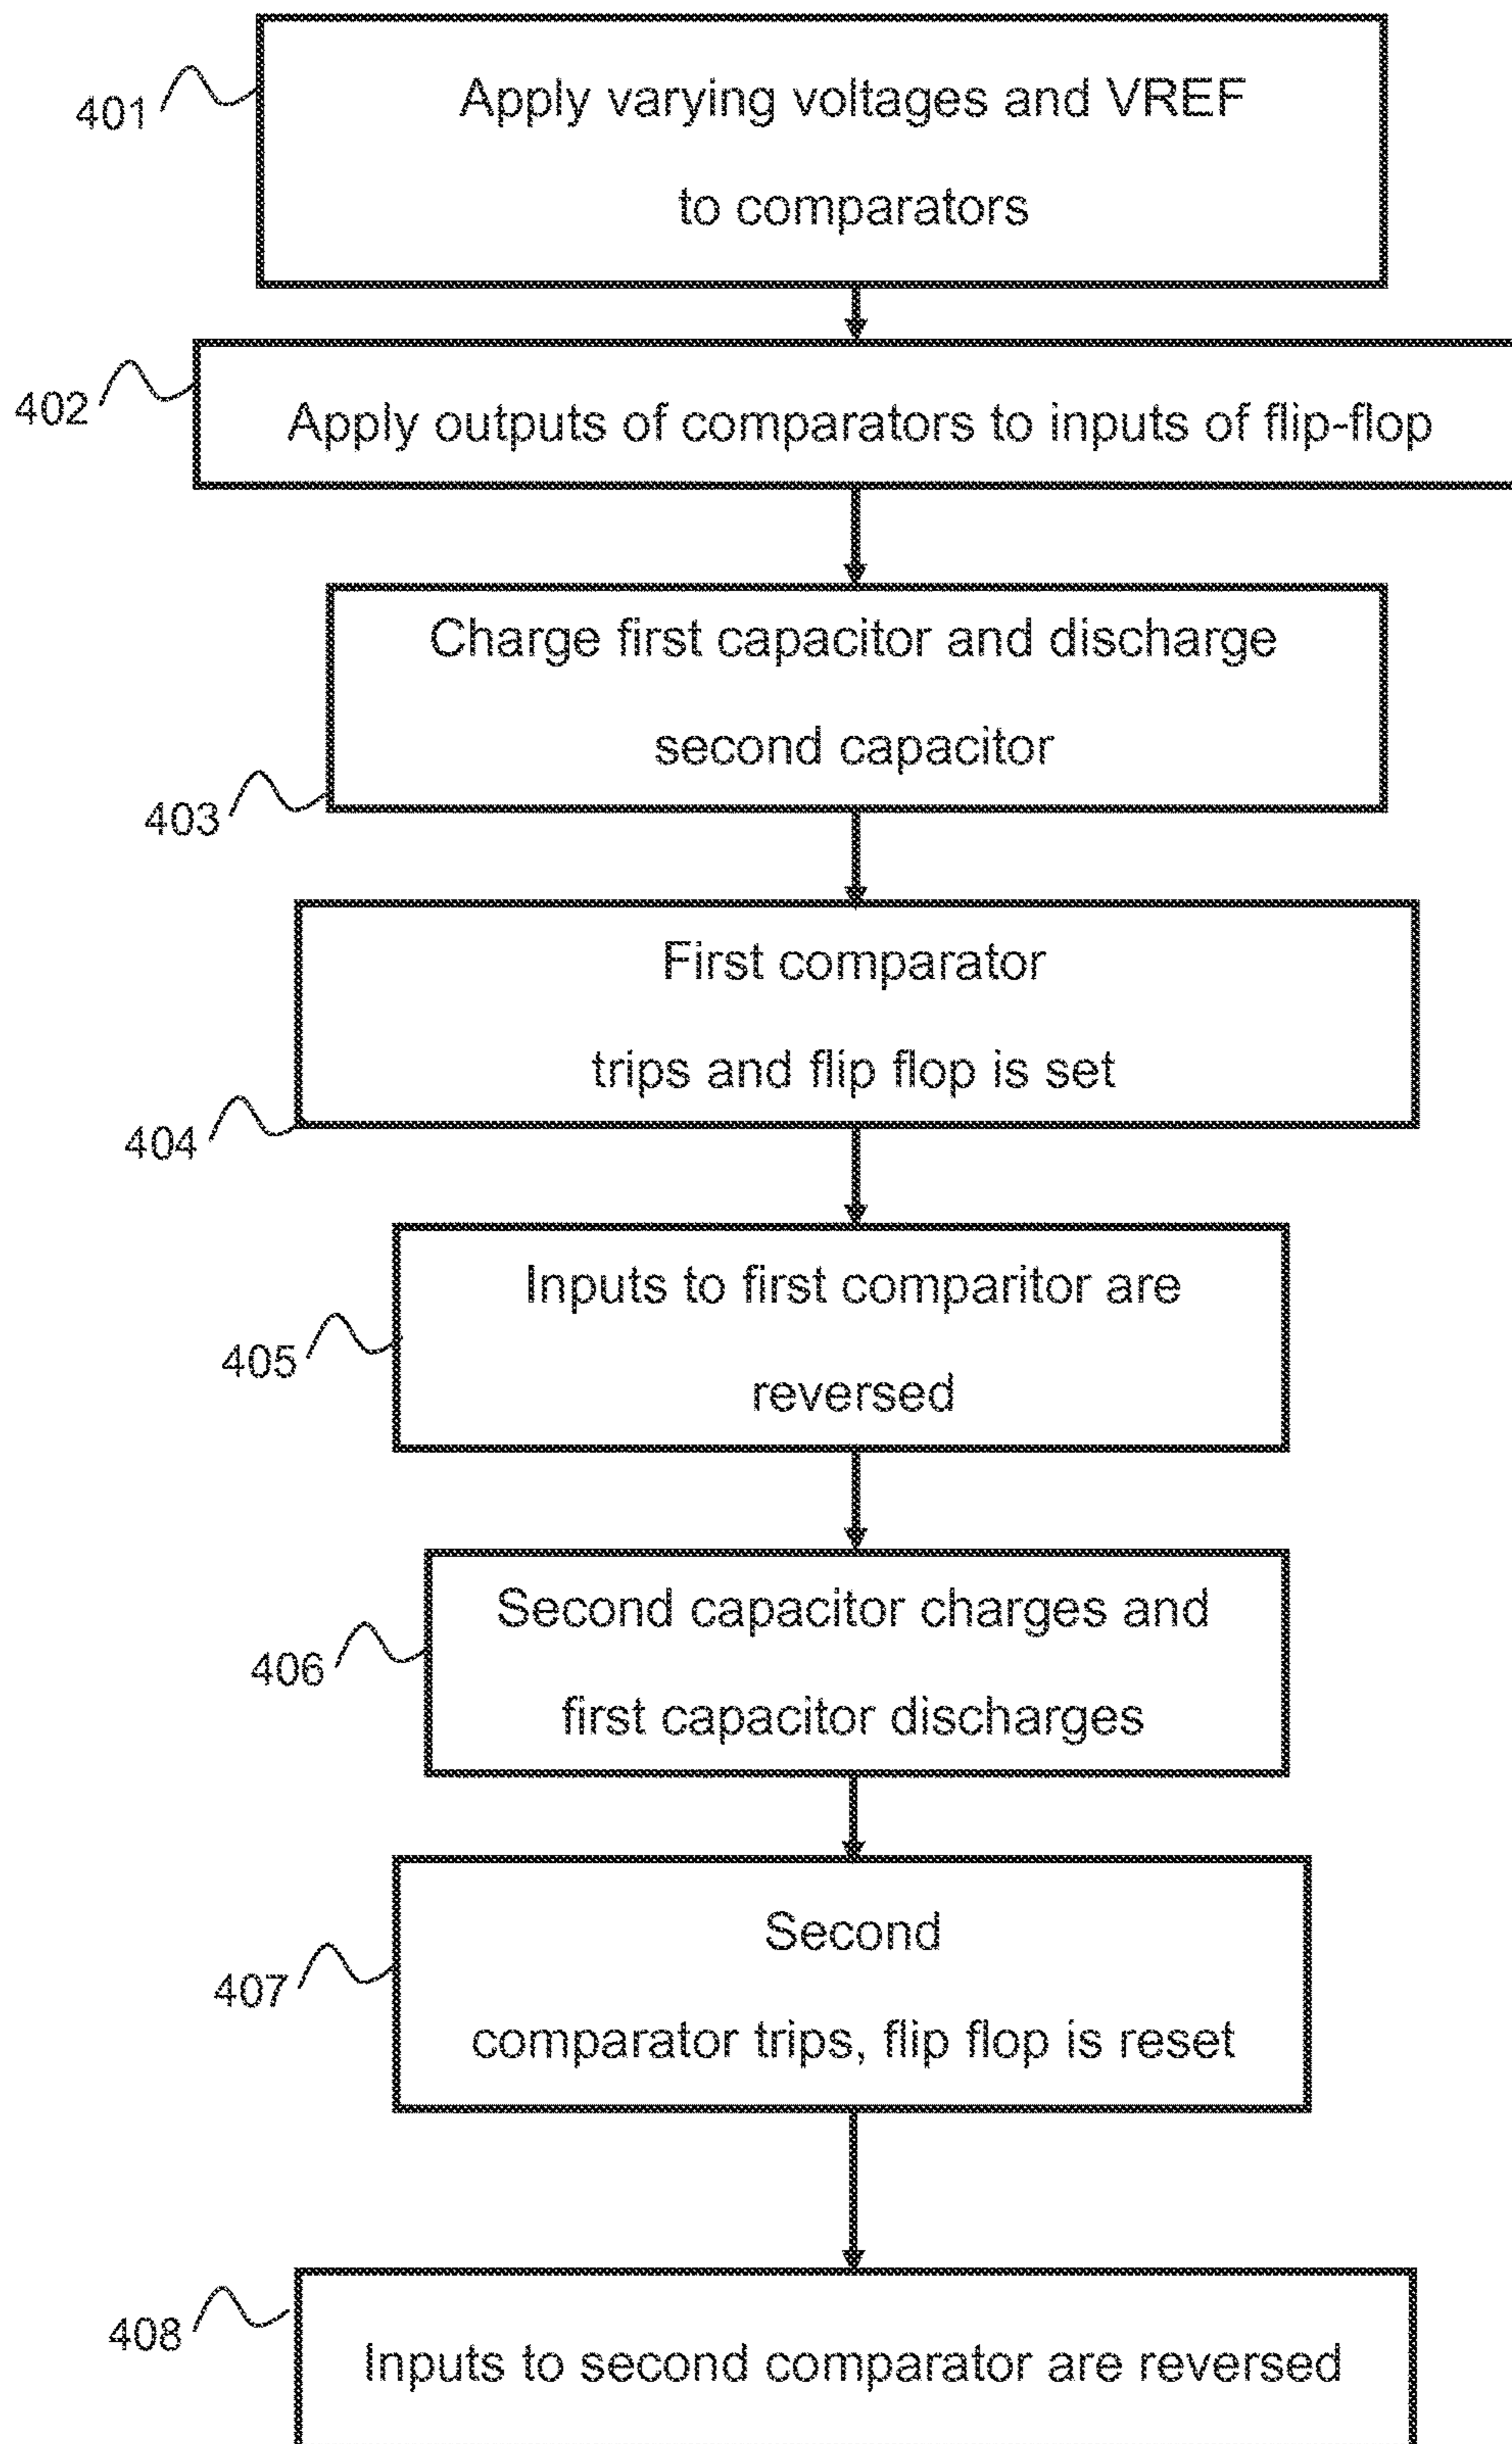 401
Apply varying voltages and VREF
to comparators
402
Apply outputs of comparators to inputs of flip-flop
Charge first capacitor and discharge
second capacitor
403
First comparator
trips and flip flop is set
404
Inputs to first comparitor are
405
reversed
Second capacitor charges and
406
first capacitor discharges
Second
407
comparator trips, flip flop is reset
408
Inputs to second comparator are reversed